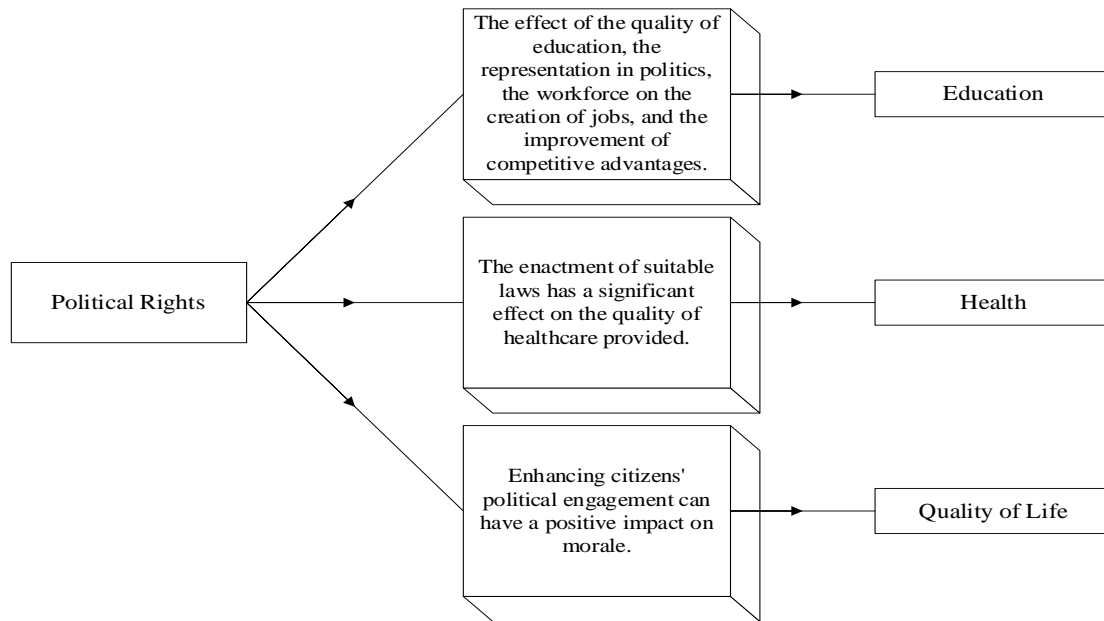 The effect of the quality of
education, the
representation in politics,
the workforce on the
creation of jobs, and the
improvement of
competitive advantages.
Education
Political Rights
The enactment of suitable
laws has a significant
effect on the quality of
healthcare provided.
Health
Enhancing citizens'
political engagement can
have a positive impact on
morale.
Quality of Life